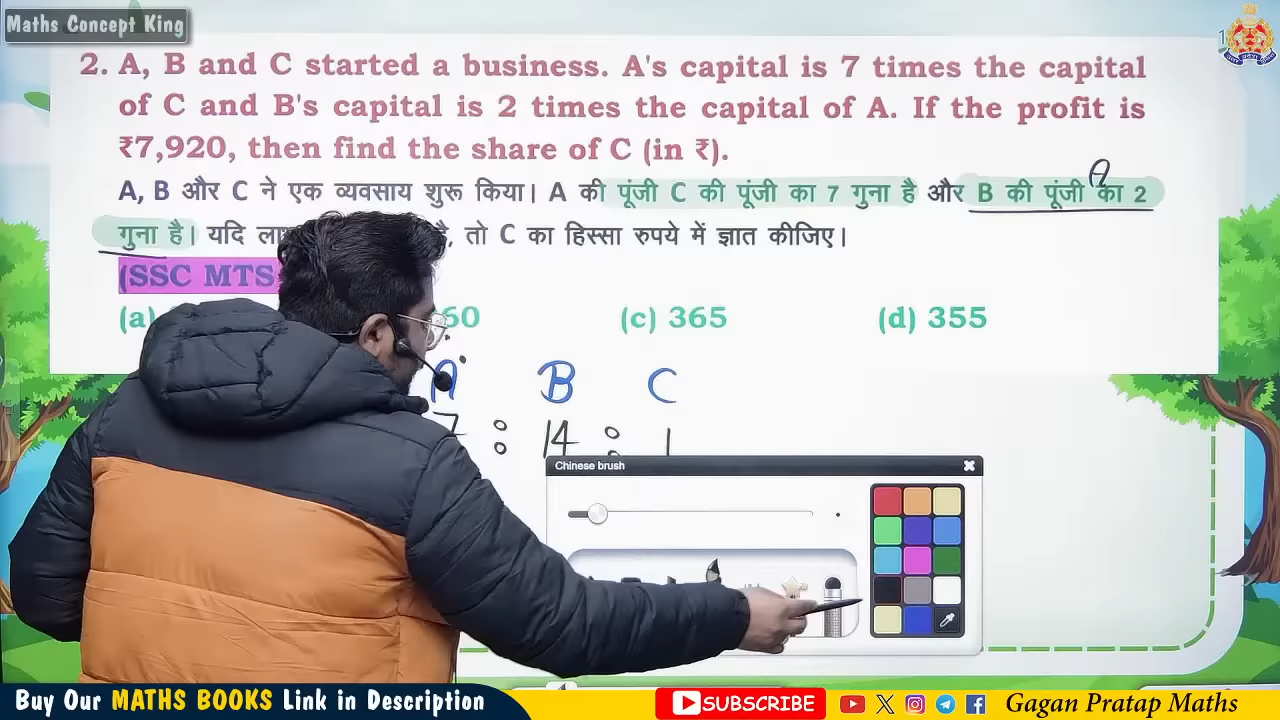 Maths Concept King
2. A, B and C started a business. A's capital is 7 times the capital
of C and B's capital is 2 times the capital of A. If the profit is
₹7,920, then find the share of C (in ₹).
A
A, B और C ने एक व्यवसाय शुरू किया। A की पूंजी C की पूंजी का 7 गुना है और B की पूंजी का 2
गुना है। यदि है, तो C का हिस्सा रुपये में ज्ञात कीजिए।
(SSC MTS
(a) 60 (c) 365 (d) 355
A B C
7 : 14 : 1
Chinese brush
Buy Our MATHS BOOKS Link in Description SUBSCRIBE Gagan Pratap Maths